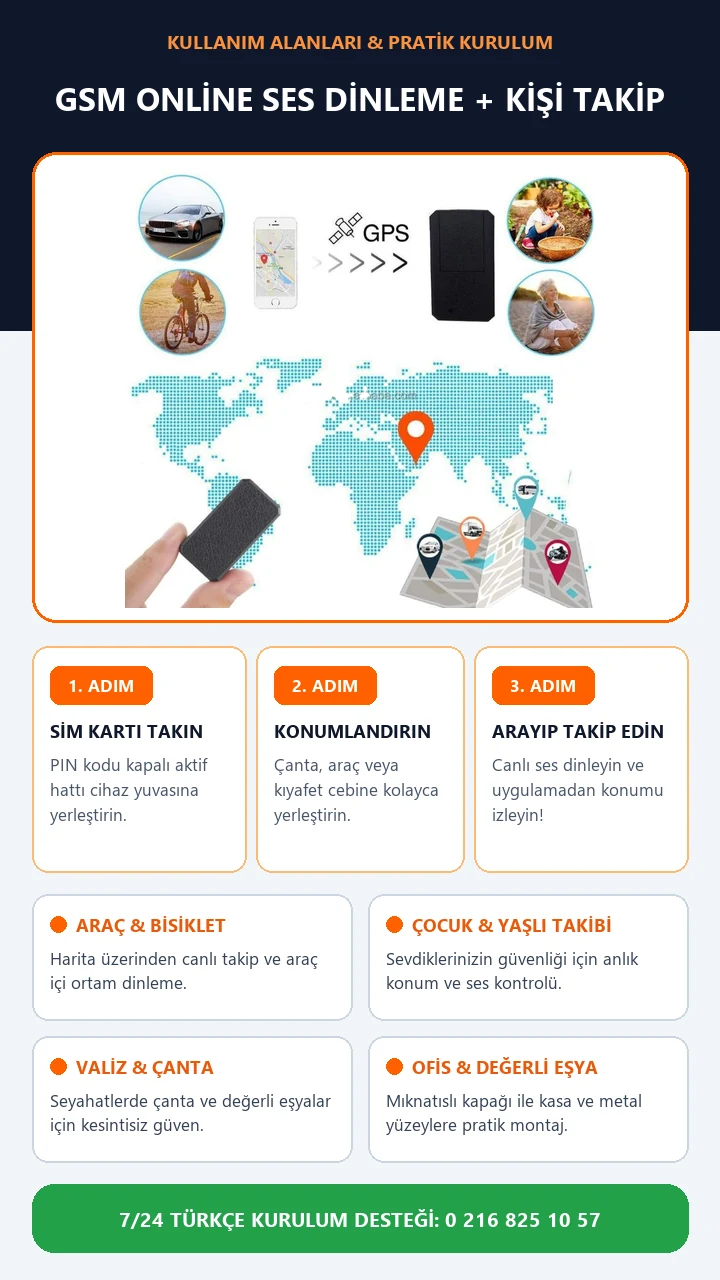 KULLANIM ALANLARI & PRATİK KURULUM
GSM ONLİNE SES DİNLEME + KİŞİ TAKİP
GPS
1. ADIM
SİM KARTI TAKIN
PIN kodu kapalı aktif
hattı cihaz yuvasına
yerleştirin.
2. ADIM
KONUMLANDIRIN
Çanta, araç veya
kıyafet cebine kolayca
yerleştirin.
3. ADIM
ARAYIP TAKİP EDİN
Canlı ses dinleyin ve
uygulamadan konumu
izleyin!
ARAÇ & BİSİKLET
Harita üzerinden canlı takip ve araç
içi ortam dinleme.
ÇOCUK & YAŞLI TAKİBİ
Sevdiklerinizin güvenliği için anlık
konum ve ses kontrolü.
VALİZ & ÇANTA
Seyahatlerde çanta ve değerli eşyalar
için kesintisiz güven.
OFİS & DEĞERLİ EŞYA
Mıknatıslı kapağı ile kasa ve metal
yüzeylere pratik montaj.
7/24 TÜRKÇE KURULUM DESTEĞİ: 0 216 825 10 57